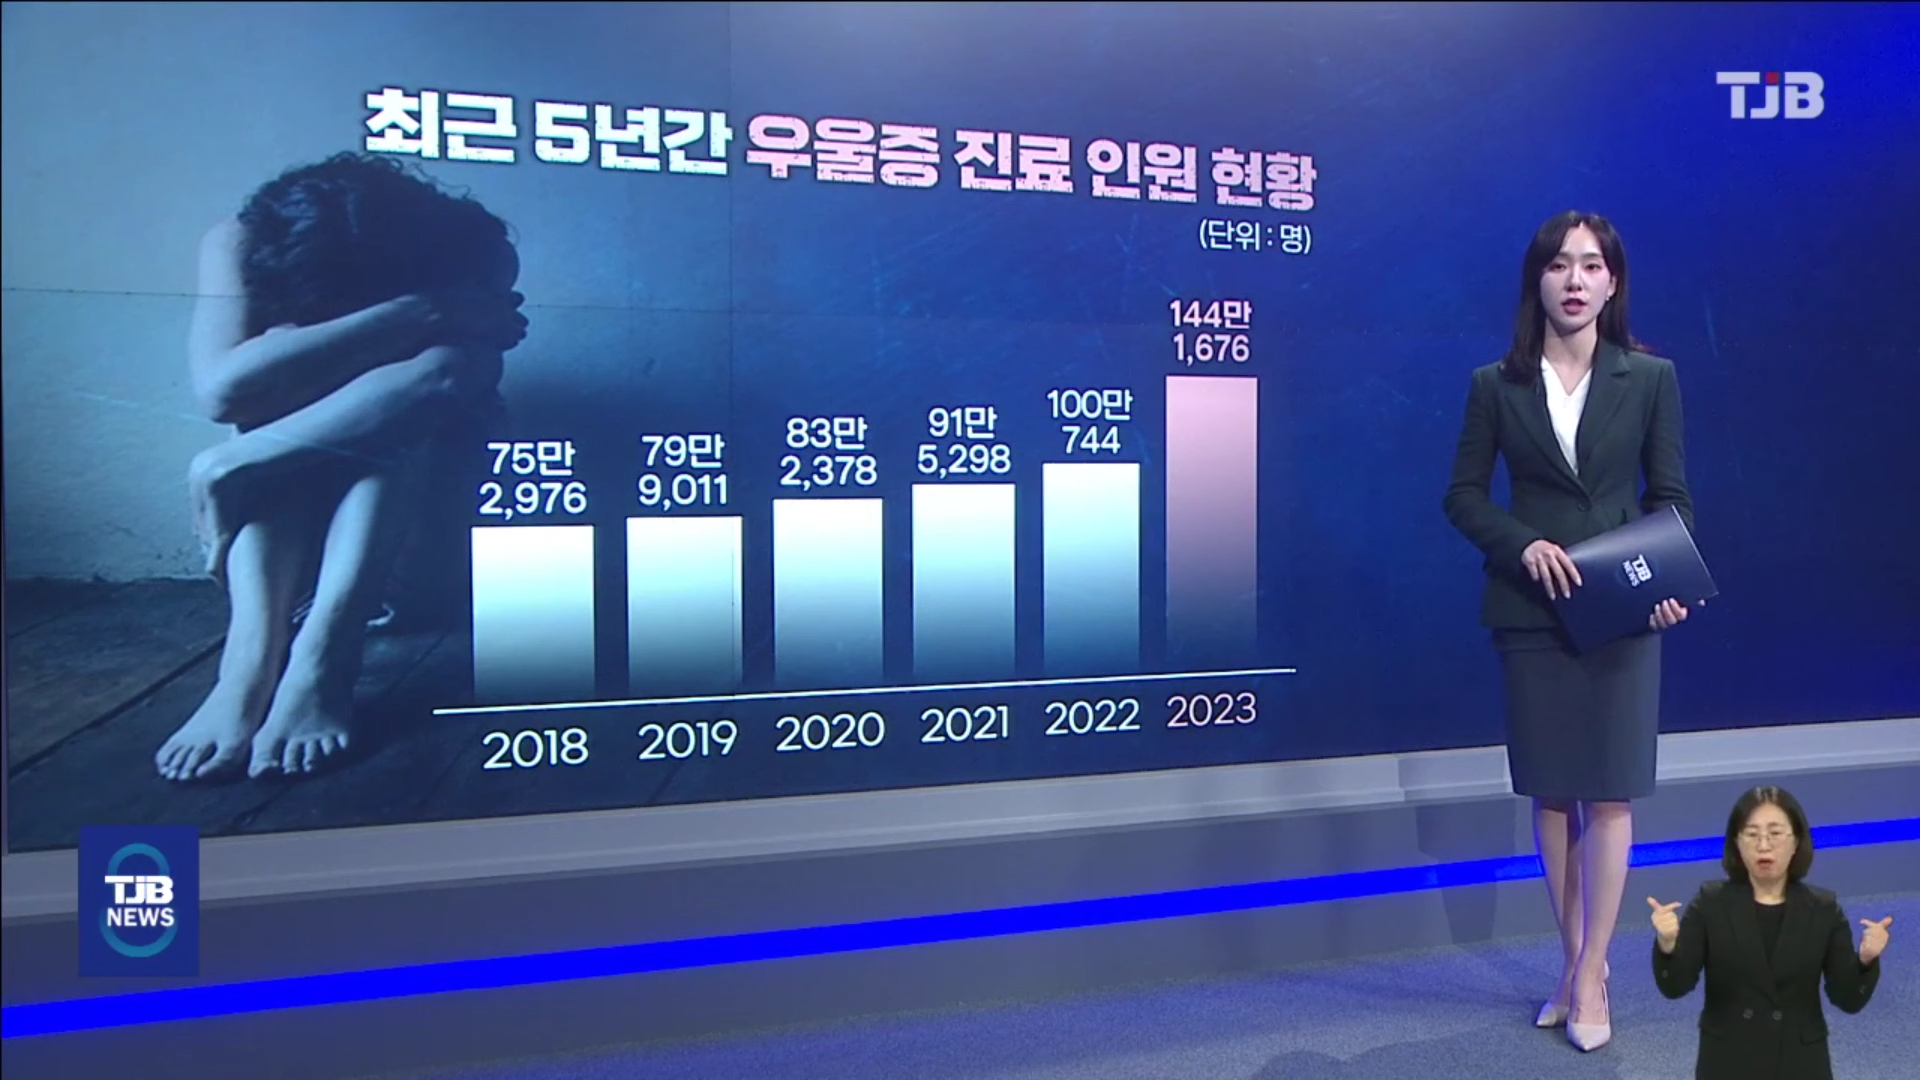 TJB
최근 5년간 우울증 진료 인원 현황
(단위 : 명)
75만
2,976
79만
9,011
83만
2,378
91만
5,298
100만
744
144만
1,676
2018
2019
2020
2021
2022
2023
TJB
NEWS
TJB
NEWS